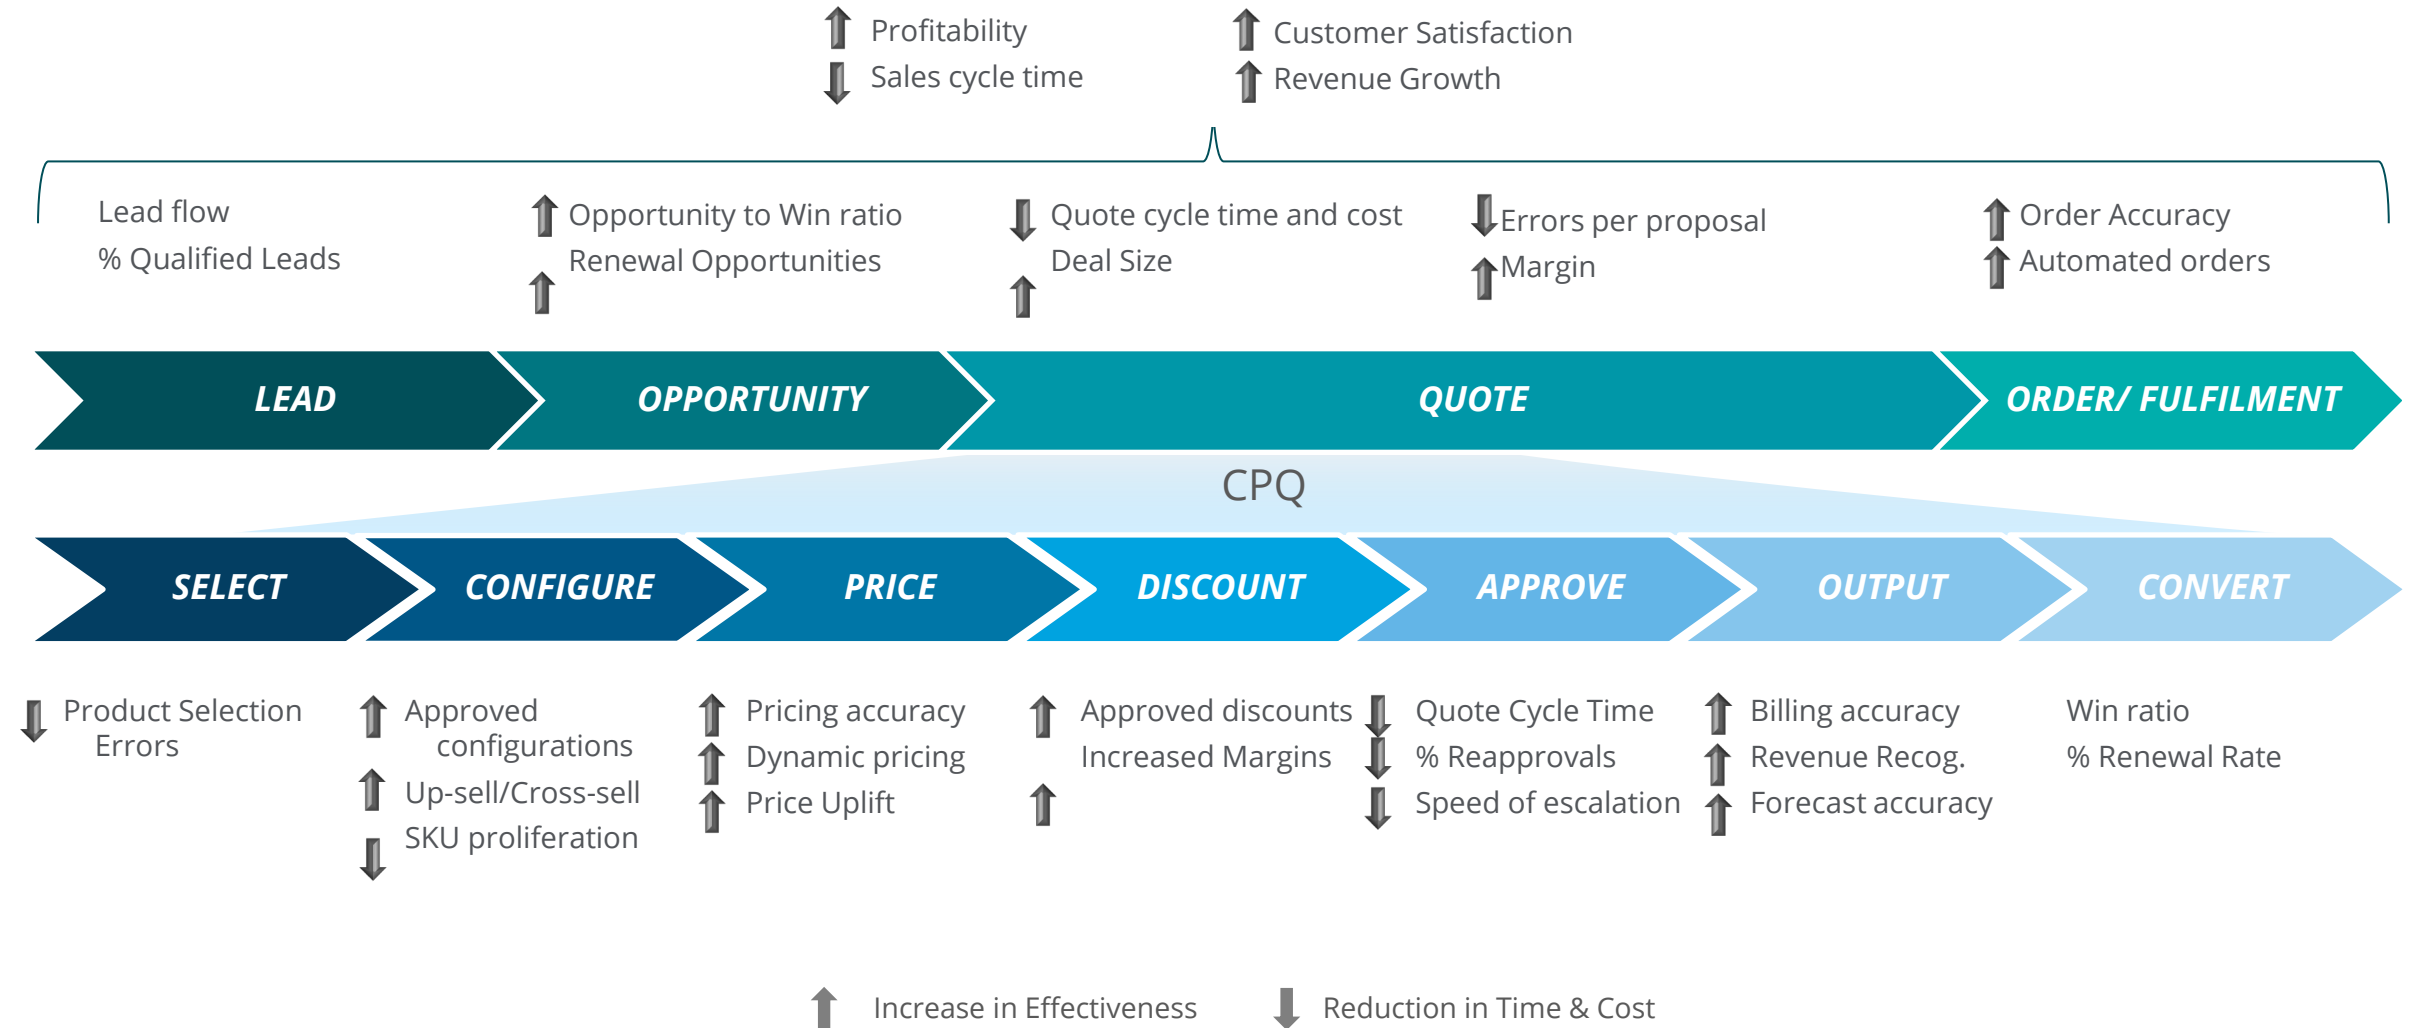 Profitability
Sales cycle time
Customer Satisfaction
Revenue Growth
Lead flow
% Qualified Leads
Opportunity to Win ratio
Renewal Opportunities
Quote cycle time and cost
Deal Size
Errors per proposal
Margin
Order Accuracy
Automated orders
LEAD
OPPORTUNITY
QUOTE
ORDER/ FULFILMENT
CPQ
SELECT
CONFIGURE
PRICE
DISCOUNT
APPROVE
OUTPUT
CONVERT
Product Selection
Errors
Approved
configurations
Up-sell/Cross-sell
SKU proliferation
Pricing accuracy
Dynamic pricing
Price Uplift
Approved discounts
Increased Margins
Quote Cycle Time
% Reapprovals
Speed of escalation
Billing accuracy
Revenue Recog.
Forecast accuracy
Win ratio
% Renewal Rate
Increase in Effectiveness
Reduction in Time & Cost